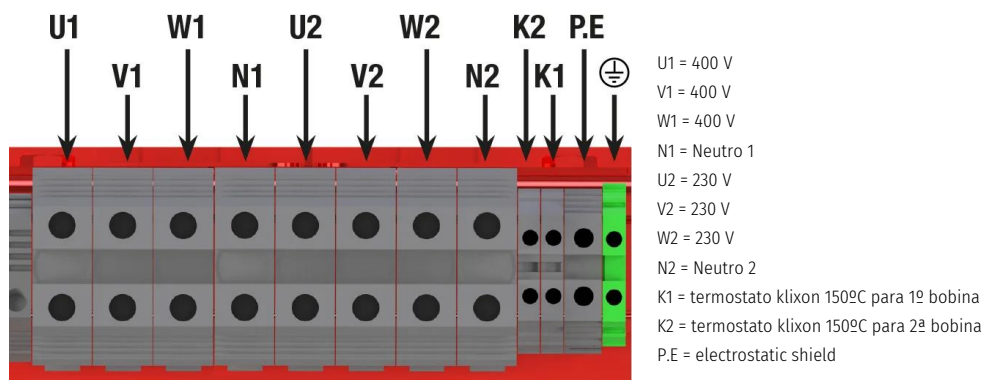 U1 W1 U2 W2 K2 P.E
V1 N1 V2 N2 K1
U1 = 400 V
V1 = 400 V
W1 = 400 V
N1 = Neutro 1
U2 = 230 V
V2 = 230 V
W2 = 230 V
N2 = Neutro 2
K1 = termostato klixon 150ºC para 1º bobina
K2 = termostato klixon 150ºC para 2ª bobina
P.E = electrostatic shield